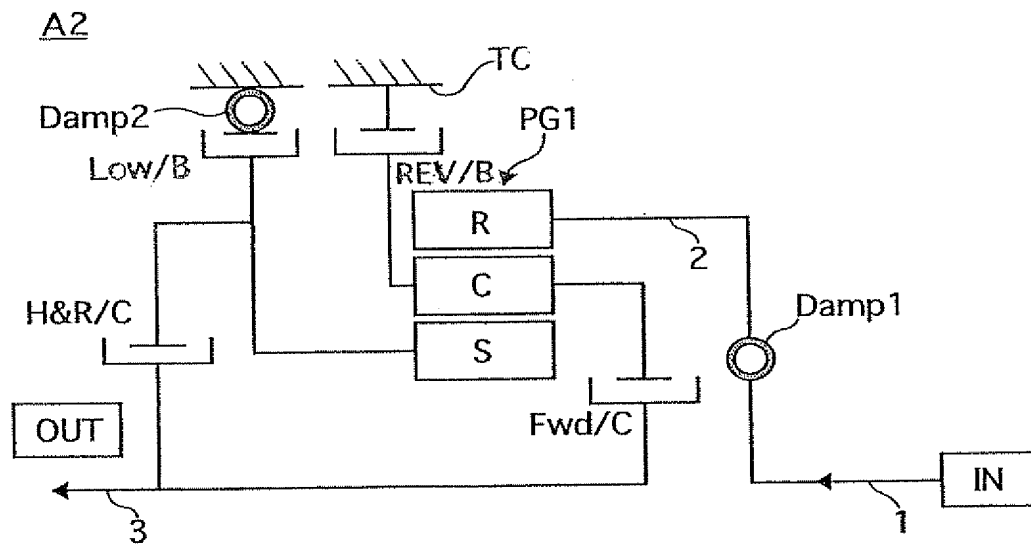 A2
TC
Damp2
PG1
Low/B
REV/B
R
2
C
H&R/C
Damp1
S
Fwd/C
OUT
IN
3
1